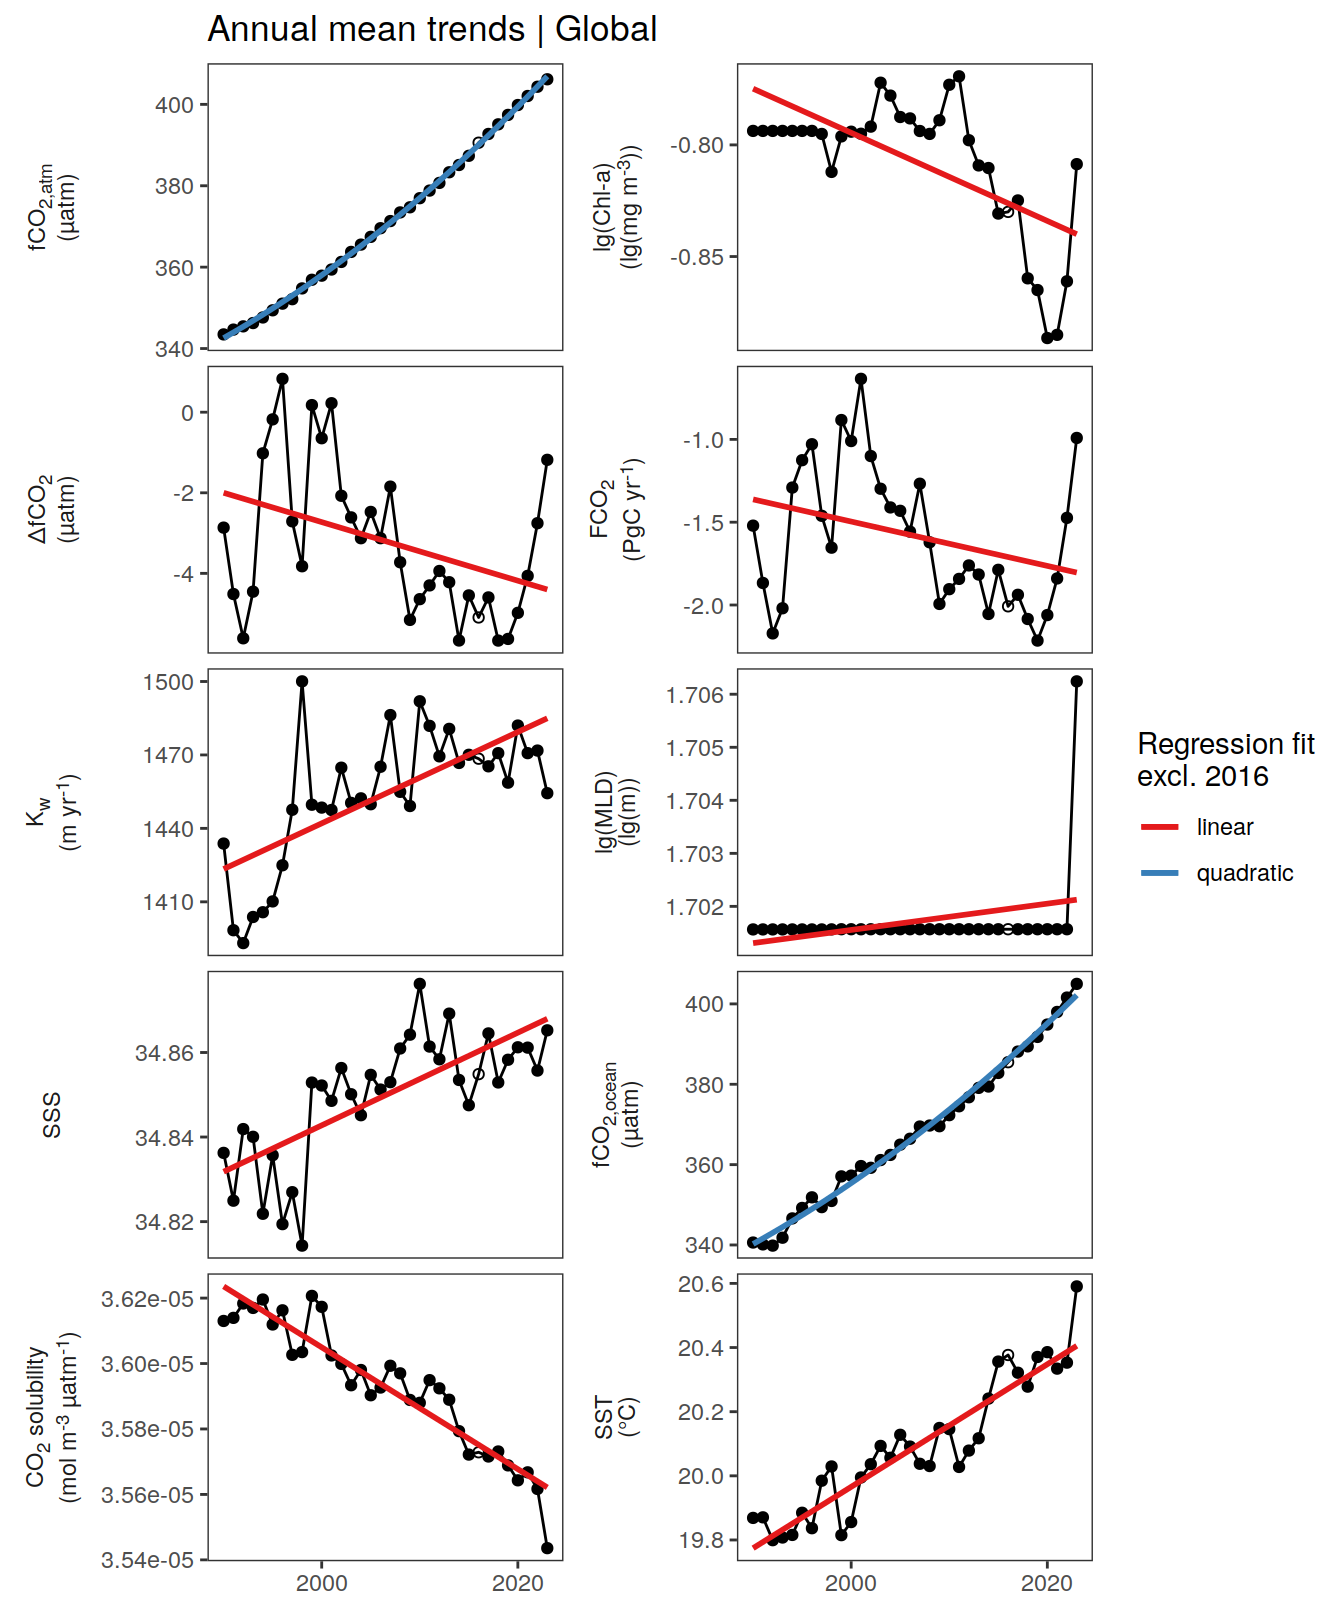 Annual mean trends | Global
fCO2,atm
(µatm)
400
380
360
340
lg(Chl-a)
(lg(mg m-3))
-0.80
-0.85
ΔfCO2
(µatm)
0
-2
-4
FCO2
(PgC yr-1)
-1.0
-1.5
-2.0
Kw
(m yr-1)
1500
1470
1440
1410
lg(MLD)
(lg(m))
1.706
1.705
1.704
1.703
1.702
Regression fit
excl. 2016
linear
quadratic
SSS
34.86
34.84
34.82
fCO2,ocean
(µatm)
400
380
360
340
CO2 solubility
(mol m-3 µatm-1)
3.62e-05
3.60e-05
3.58e-05
3.56e-05
3.54e-05
SST
(°C)
20.6
20.4
20.2
20.0
19.8
2000 2020
2000 2020